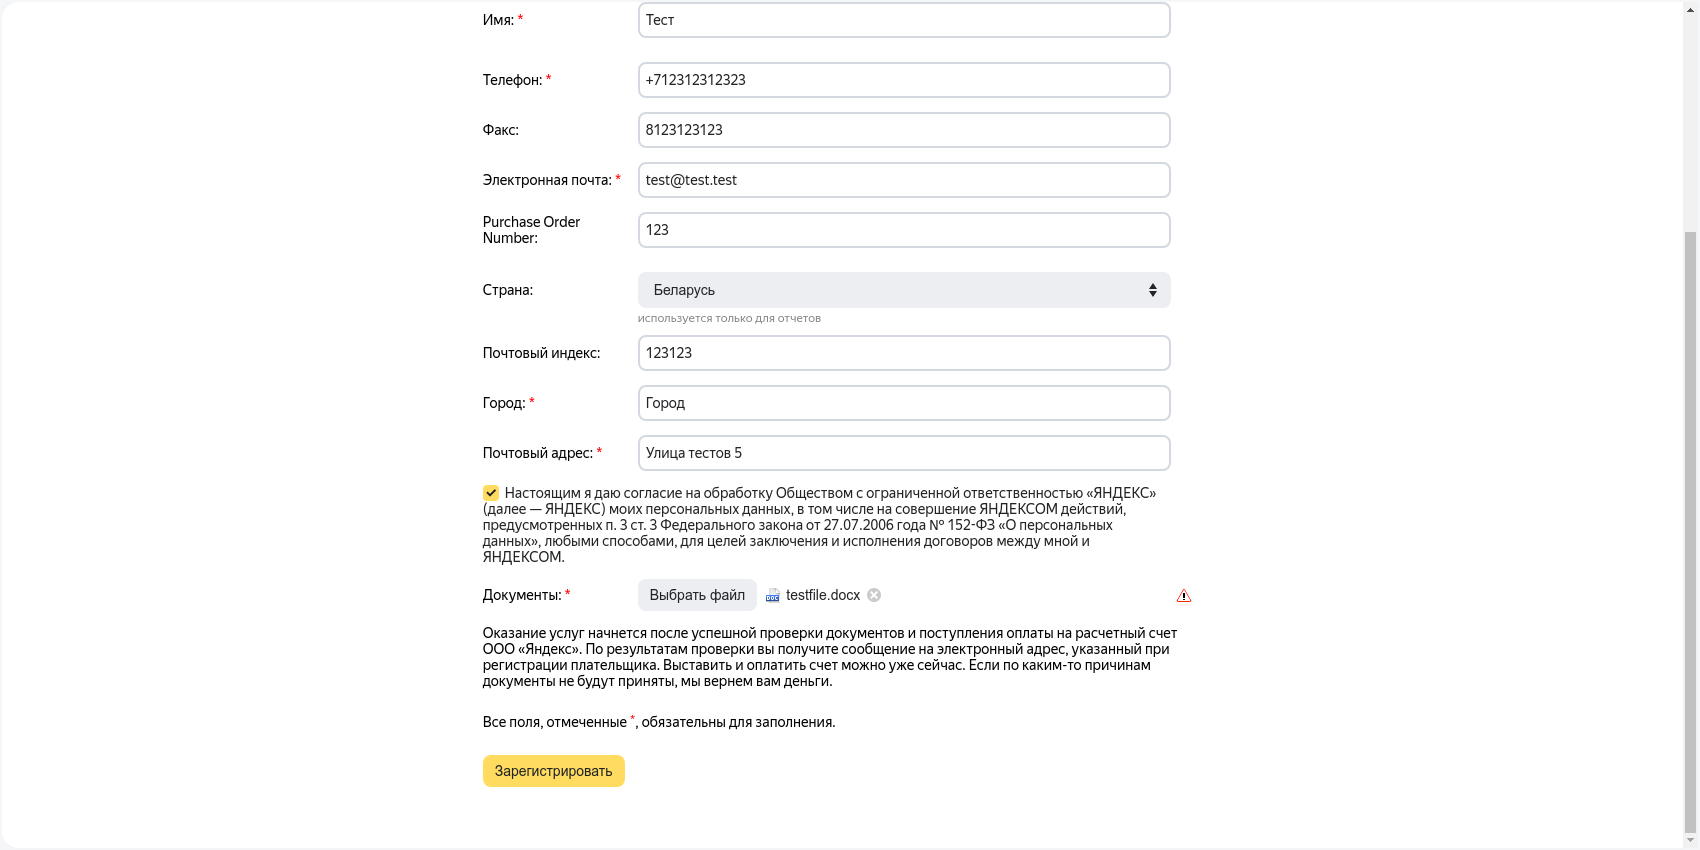 Имя: * Тест
Телефон: * +712312312323
Факс: 8123123123
Электронная почта: * test@test.test
Purchase Order
Number: 123
Страна: Беларусь
используется только для отчетов
Почтовый индекс: 123123
Город: * Город
Почтовый адрес: * Улица тестов 5
Настоящим я даю согласие на обработку Обществом с ограниченной ответственностью «ЯНДЕКС»
(далее — ЯНДЕКС) моих персональных данных, в том числе на совершение ЯНДЕКСОМ действий,
предусмотренных п. 3 ст. 3 Федерального закона от 27.07.2006 года № 152-ФЗ «О персональных
данных», любыми способами, для целей заключения и исполнения договоров между мной и
ЯНДЕКСОМ.
Документы: * Выбрать файл DOC testfile.docx
Оказание услуг начнется после успешной проверки документов и поступления оплаты на расчетный счет
ООО «Яндекс». По результатам проверки вы получите сообщение на электронный адрес, указанный при
регистрации плательщика. Выставить и оплатить счет можно уже сейчас. Если по каким-то причинам
документы не будут приняты, мы вернем вам деньги.
Все поля, отмеченные *, обязательны для заполнения.
Зарегистрировать